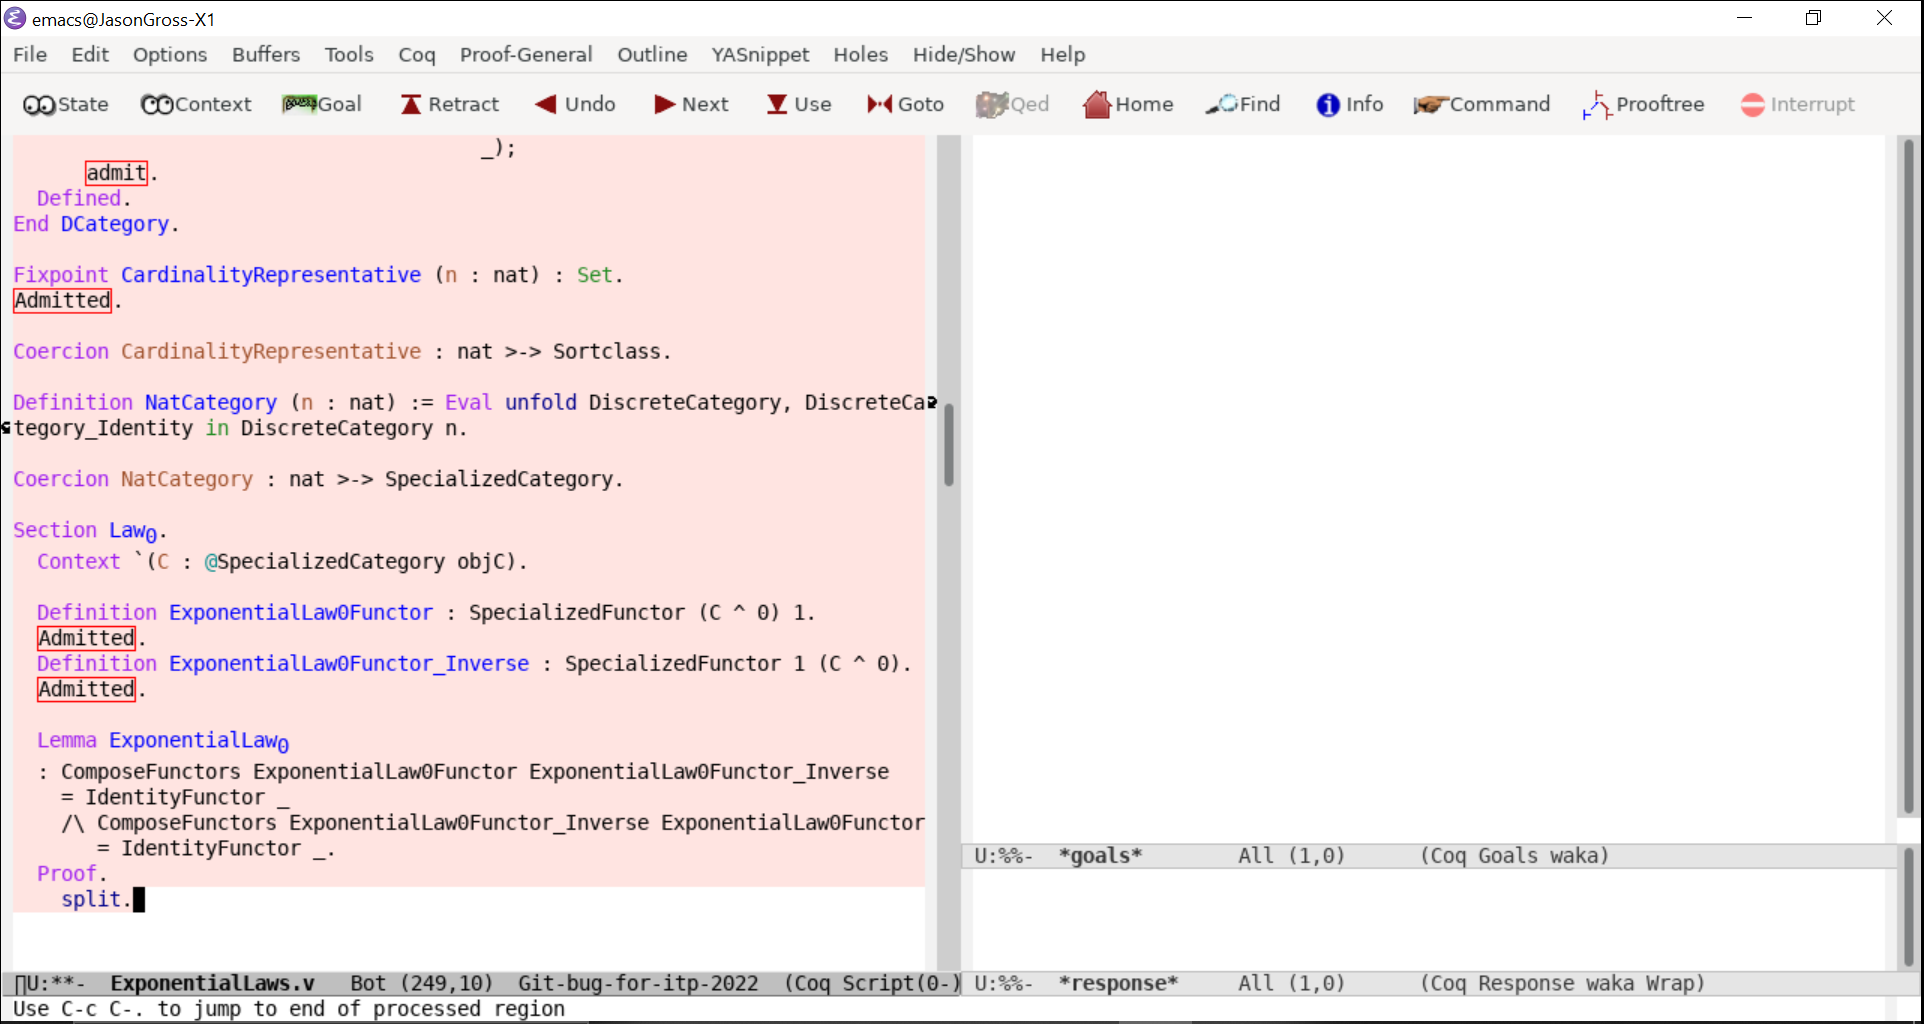 emacs@JasonGross-X1
File Edit Options Buffers Tools Coq Proof-General Outline YASnippet Holes Hide/Show Help
State Context Goal Retract Undo Next Use Goto Qed Home Find Info Command Prooftree Interrupt
_);
admit.
Defined.
End DCategory.
Fixpoint CardinalityRepresentative (n : nat) : Set.
Admitted.
Coercion CardinalityRepresentative : nat >-> Sortclass.
Definition NatCategory (n : nat) := Eval unfold DiscreteCategory, DiscreteCa
tegory_Identity in DiscreteCategory n.
Coercion NatCategory : nat >-> SpecializedCategory.
Section Law₀.
Context `(C : @SpecializedCategory objC).
Definition ExponentialLaw0Functor : SpecializedFunctor (C ^ 0) 1.
Admitted.
Definition ExponentialLaw0Functor_Inverse : SpecializedFunctor 1 (C ^ 0).
Admitted.
Lemma ExponentialLaw₀
: ComposeFunctors ExponentialLaw0Functor ExponentialLaw0Functor_Inverse
= IdentityFunctor _
/\ ComposeFunctors ExponentialLaw0Functor_Inverse ExponentialLaw0Functor
= IdentityFunctor _.
Proof.
split.
U:**- ExponentialLaws.v Bot (249,10) Git-bug-for-itp-2022 (Coq Script(0-)
Use C-c C-. to jump to end of processed region
U:%%- *goals* All (1,0) (Coq Goals waka)
U:%%- *response* All (1,0) (Coq Response waka Wrap)